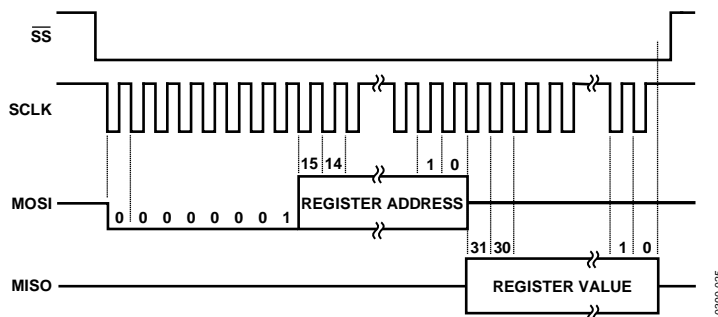 SS
SCLK
15 14 1 0
MOSI
0 0 0 0 0 0 0 1
REGISTER ADDRESS
31 30 1 0
MISO
REGISTER VALUE